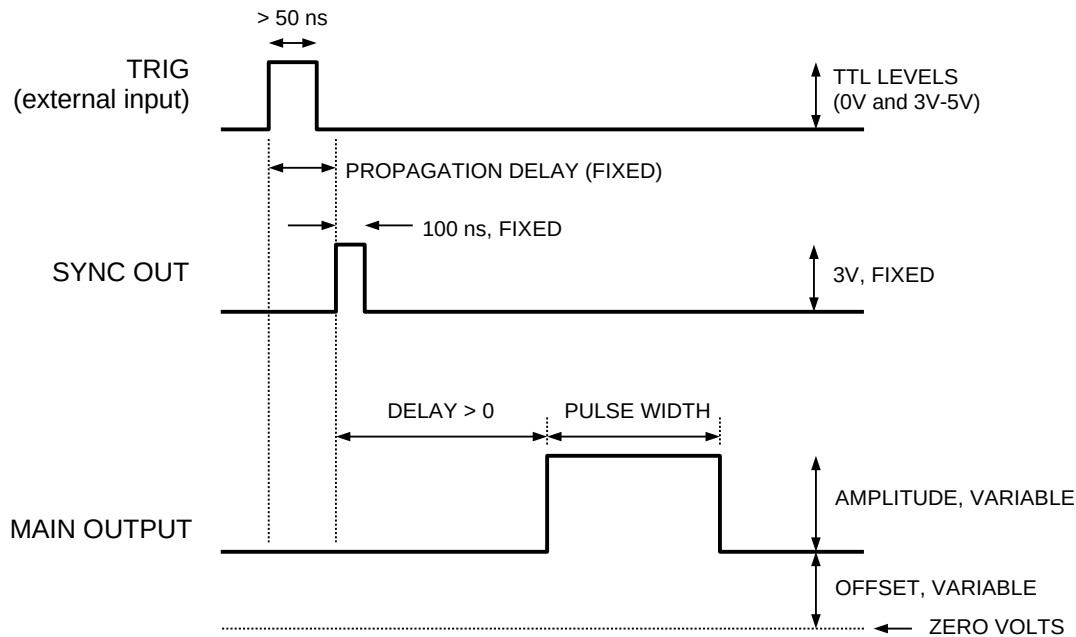 > 50 ns
TRIG
(external input)
TTL LEVELS
(0V and 3V-5V)
PROPAGATION DELAY (FIXED)
100 ns, FIXED
SYNC OUT
3V, FIXED
DELAY > 0
PULSE WIDTH
AMPLITUDE, VARIABLE
MAIN OUTPUT
OFFSET, VARIABLE
ZERO VOLTS